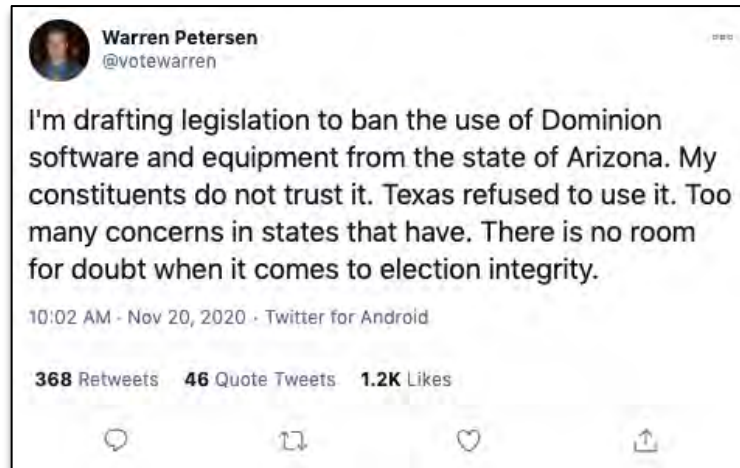 Warren Petersen
@votewarren
I'm drafting legislation to ban the use of Dominion
software and equipment from the state of Arizona. My
constituents do not trust it. Texas refused to use it. Too
many concerns in states that have. There is no room
for doubt when it comes to election integrity.
10:02 AM · Nov 20, 2020 · Twitter for Android
368 Retweets 46 Quote Tweets 1.2K Likes